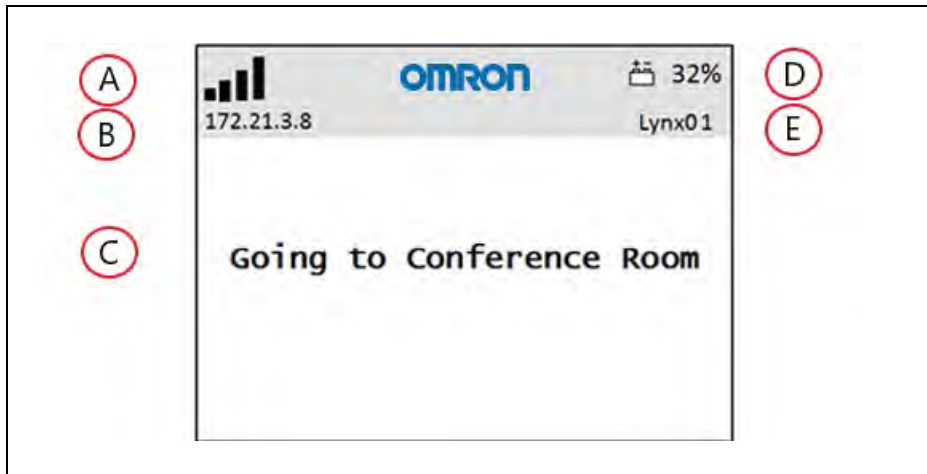 A
OMRON
32%
D
B
172.21.3.8
Lynx01
E
C
Going to Conference Room